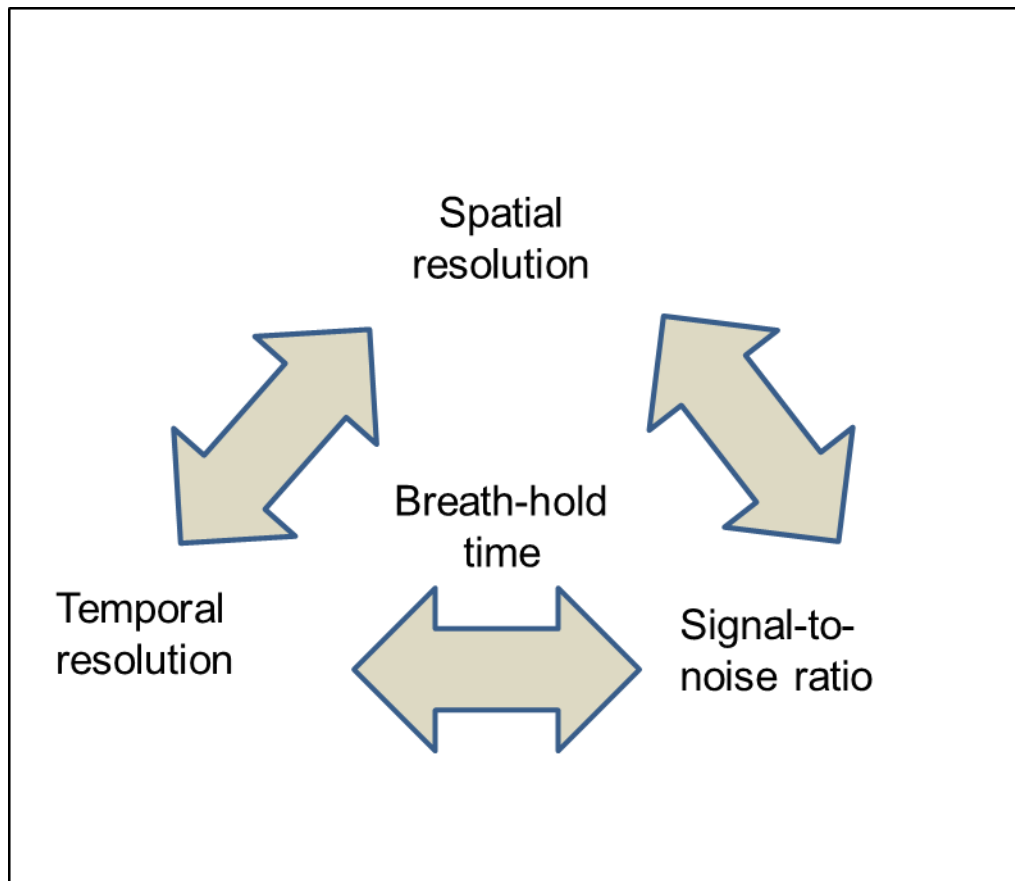 Spatial
resolution
Breath-hold
time
Temporal
resolution
Signal-to-
noise ratio